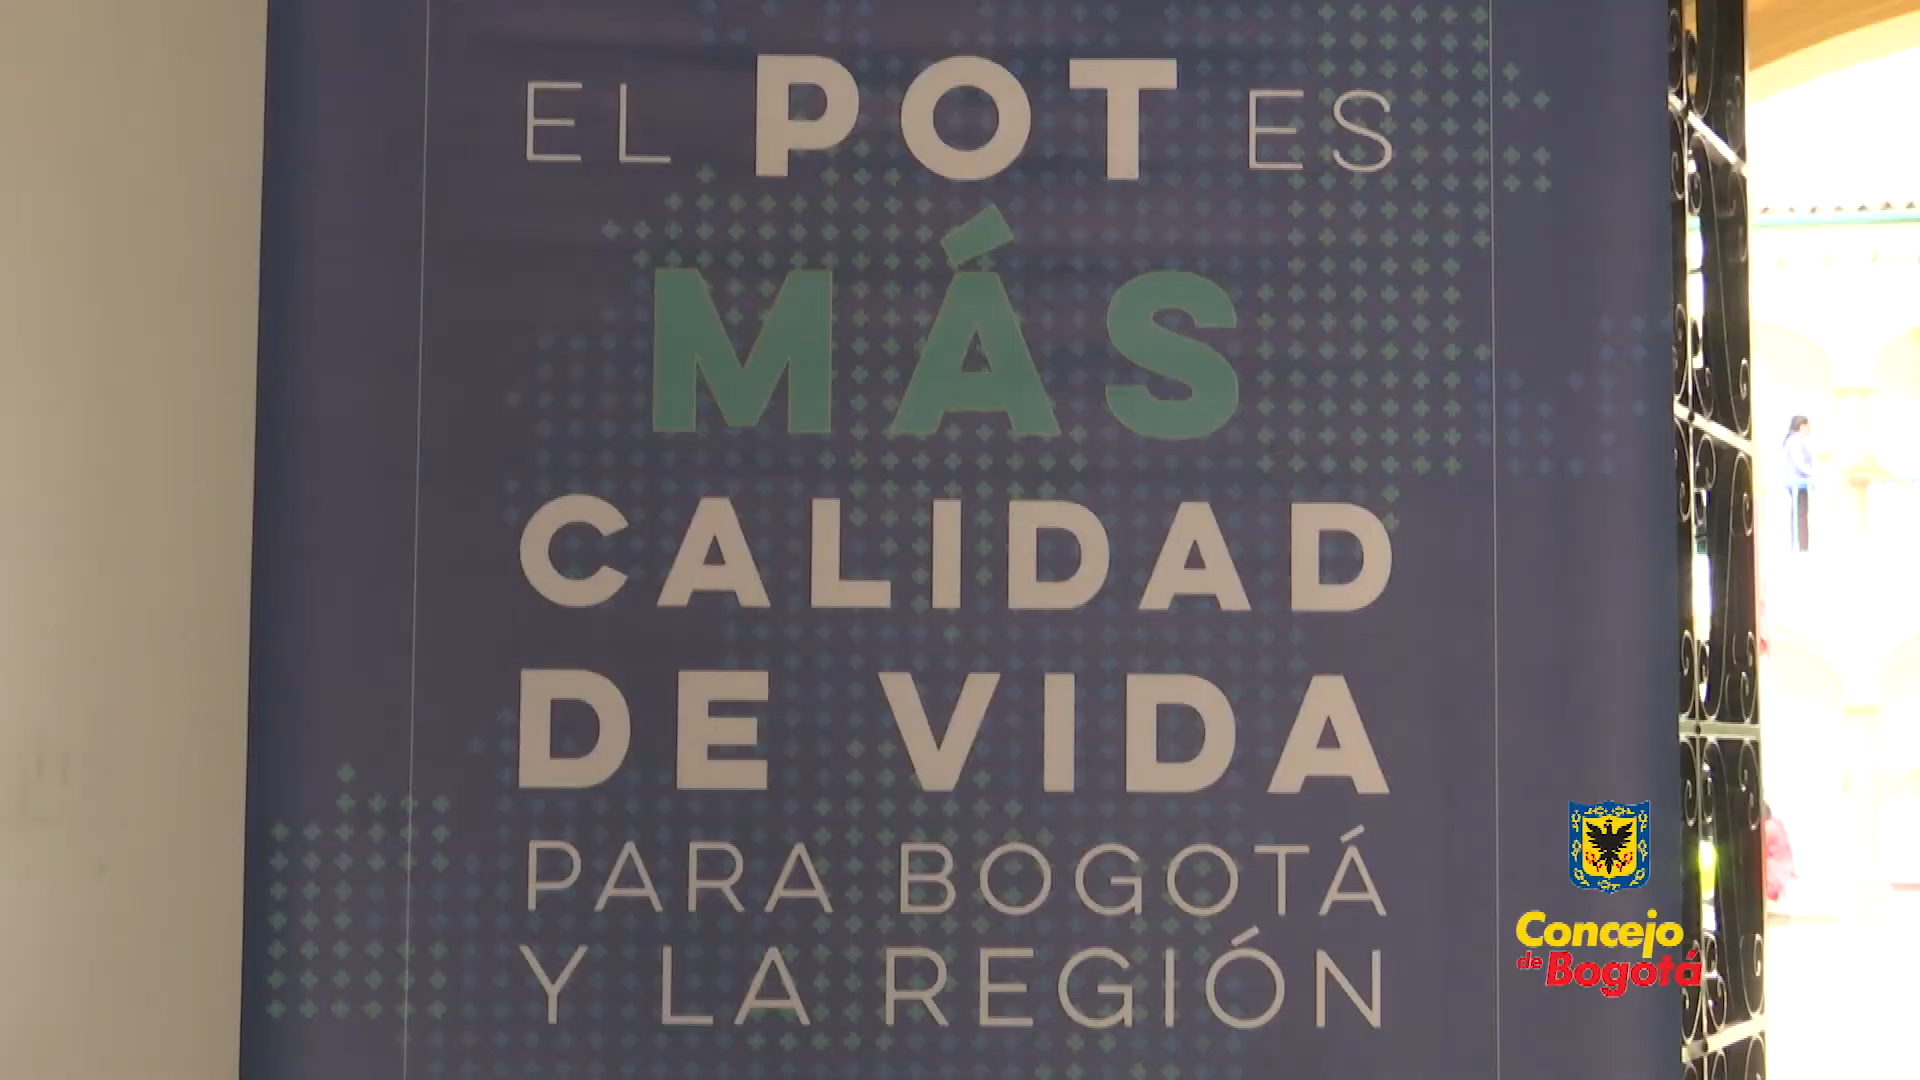 EL POT ES
MÁS
CALIDAD
DE VIDA
PARA BOGOTÁ
Y LA REGIÓN
Concejo
de Bogotá